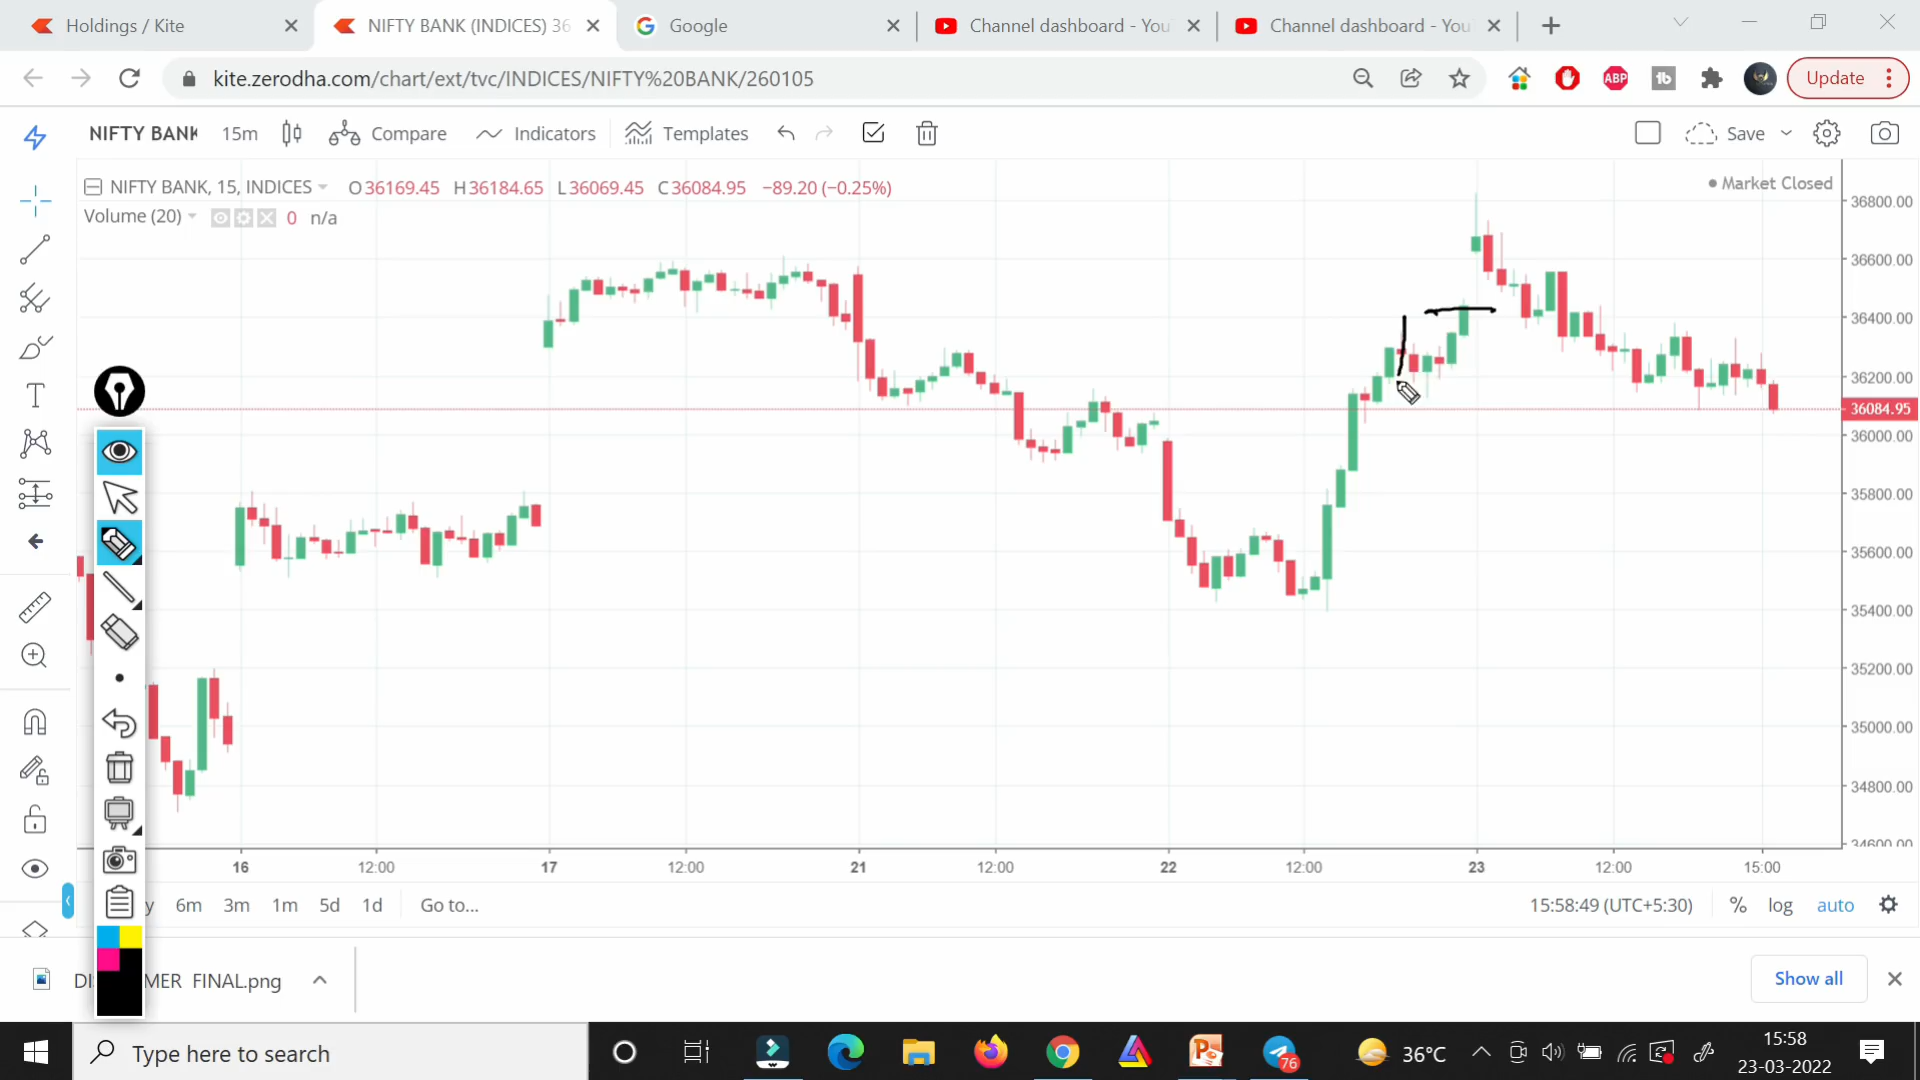 Holdings / Kite
NIFTY BANK (INDICES) 36
Google
Channel dashboard - You
Channel dashboard - You
kite.zerodha.com/chart/ext/tvc/INDICES/NIFTY%20BANK/260105
ABP
Update
NIFTY BANK
15m
Compare
Indicators
Templates
Save
NIFTY BANK, 15, INDICES
O36169.45 H36184.65 L36069.45 C36084.95 −89.20 (−0.25%)
Market Closed
Volume (20)
0 n/a
36800.00
36600.00
36400.00
36200.00
36084.95
36000.00
35800.00
35600.00
35400.00
35200.00
35000.00
34800.00
34600.00
16 12:00 17 12:00 21 12:00 22 12:00 23 12:00 15:00
y 6m 3m 1m 5d 1d Go to...
15:58:49 (UTC+5:30) % log auto
MER FINAL.png
Show all
Type here to search
76
36°C
15:58
23-03-2022